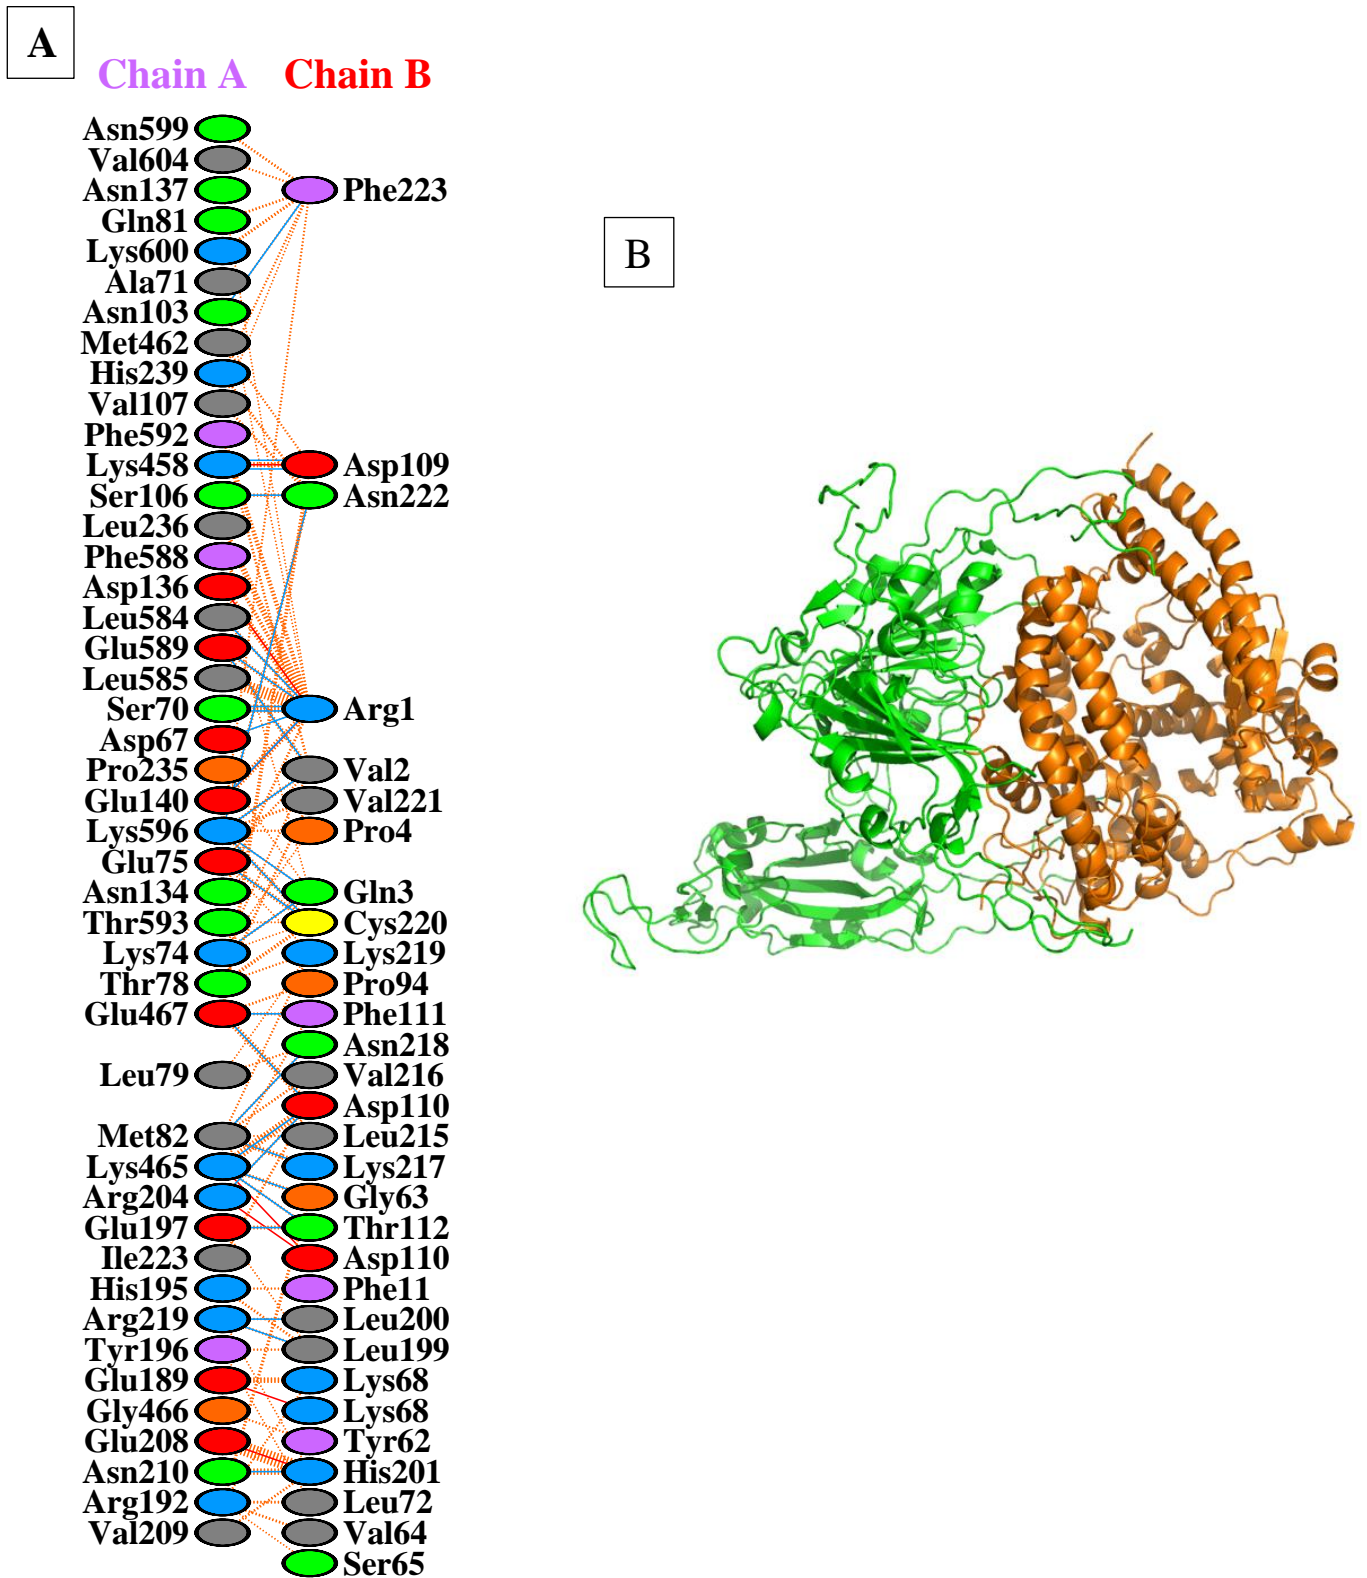 A
Chain A Chain B
Asn599
Val604
Asn137 Phe223
Gln81
Lys600
Ala71
Asn103
Met462
His239
Val107
Phe592
Lys458 Asp109
Ser106 Asn222
Leu236
Phe588
Asp136
Leu584
Glu589
Leu585
Ser70 Arg1
Asp67
Pro235 Val2
Glu140 Val221
Lys596 Pro4
Glu75
Asn134 Gln3
Thr593 Cys220
Lys74 Lys219
Thr78 Pro94
Glu467 Phe111
Asn218
Leu79 Val216
Asp110
Met82 Leu215
Lys465 Lys217
Arg204 Gly63
Glu197 Thr112
Ile223 Asp110
His195 Phe11
Arg219 Leu200
Tyr196 Leu199
Glu189 Lys68
Gly466 Lys68
Glu208 Tyr62
Asn210 His201
Arg192 Leu72
Val209 Val64
Ser65
B